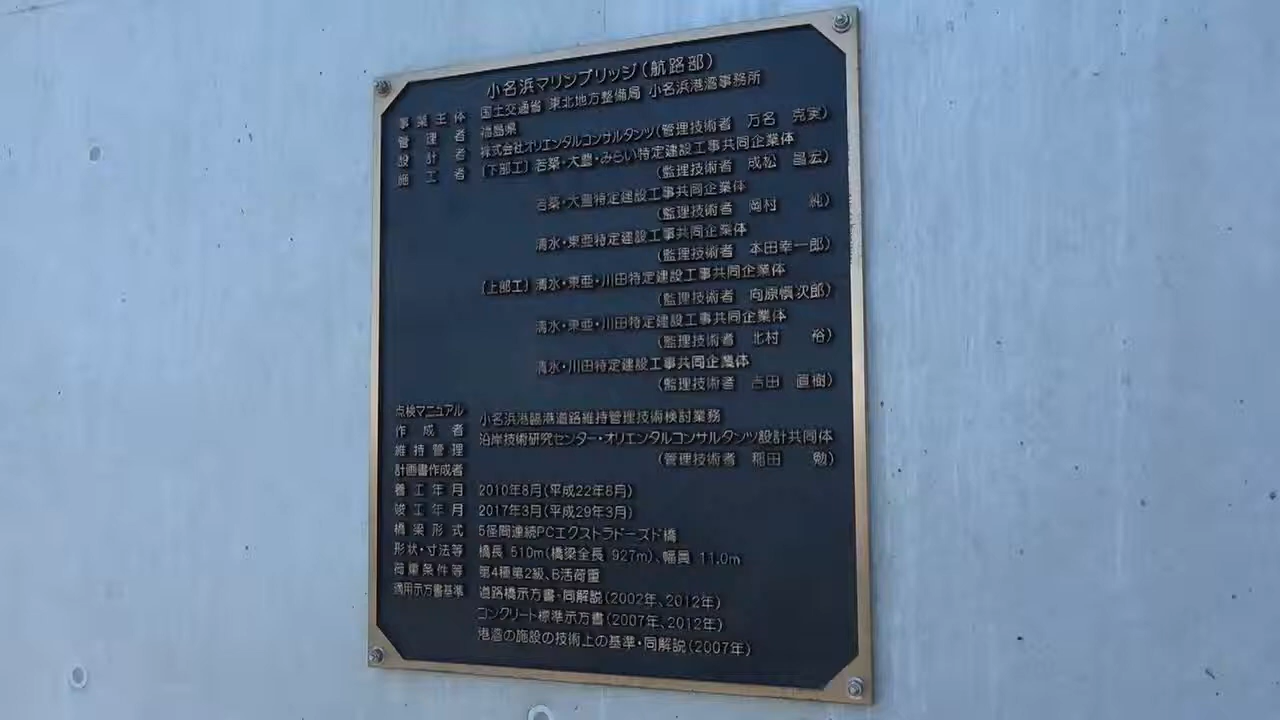 小名浜マリンブリッジ(航路部)
事業主体 国土交通省 東北地方整備局 小名浜港湾事務所
管理者 福島県
設計者 株式会社オリエンタルコンサルタンツ(管理技術者 万名 克実)
施工者 〔下部工〕若築・大豊・みらい特定建設工事共同企業体
(監理技術者 成松 昌宏)
若築・大豊特定建設工事共同企業体
(監理技術者 岡村 純)
清水・東亜特定建設工事共同企業体
(監理技術者 本田幸一郎)
〔上部工〕清水・東亜・川田特定建設工事共同企業体
(監理技術者 向原慎次郎)
清水・東亜・川田特定建設工事共同企業体
(監理技術者 北村 裕)
清水・川田特定建設工事共同企業体
(監理技術者 吉田 直樹)
点検マニュアル 小名浜港臨港道路維持管理技術検討業務
作成者 沿岸技術研究センター・オリエンタルコンサルタンツ設計共同体
維持管理 (管理技術者 稲田 勉)
計画書作成者
着工年月 2010年8月(平成22年8月)
竣工年月 2017年3月(平成29年3月)
橋梁形式 5径間連続PCエクストラドーズド橋
形状・寸法等 橋長 510m(橋梁全長 927m)、幅員 11.0m
荷重条件等 第4種第2級、B活荷重
適用示方書基準 道路橋示方書・同解説(2002年、2012年)
コンクリート標準示方書(2007年、2012年)
港湾の施設の技術上の基準・同解説(2007年)